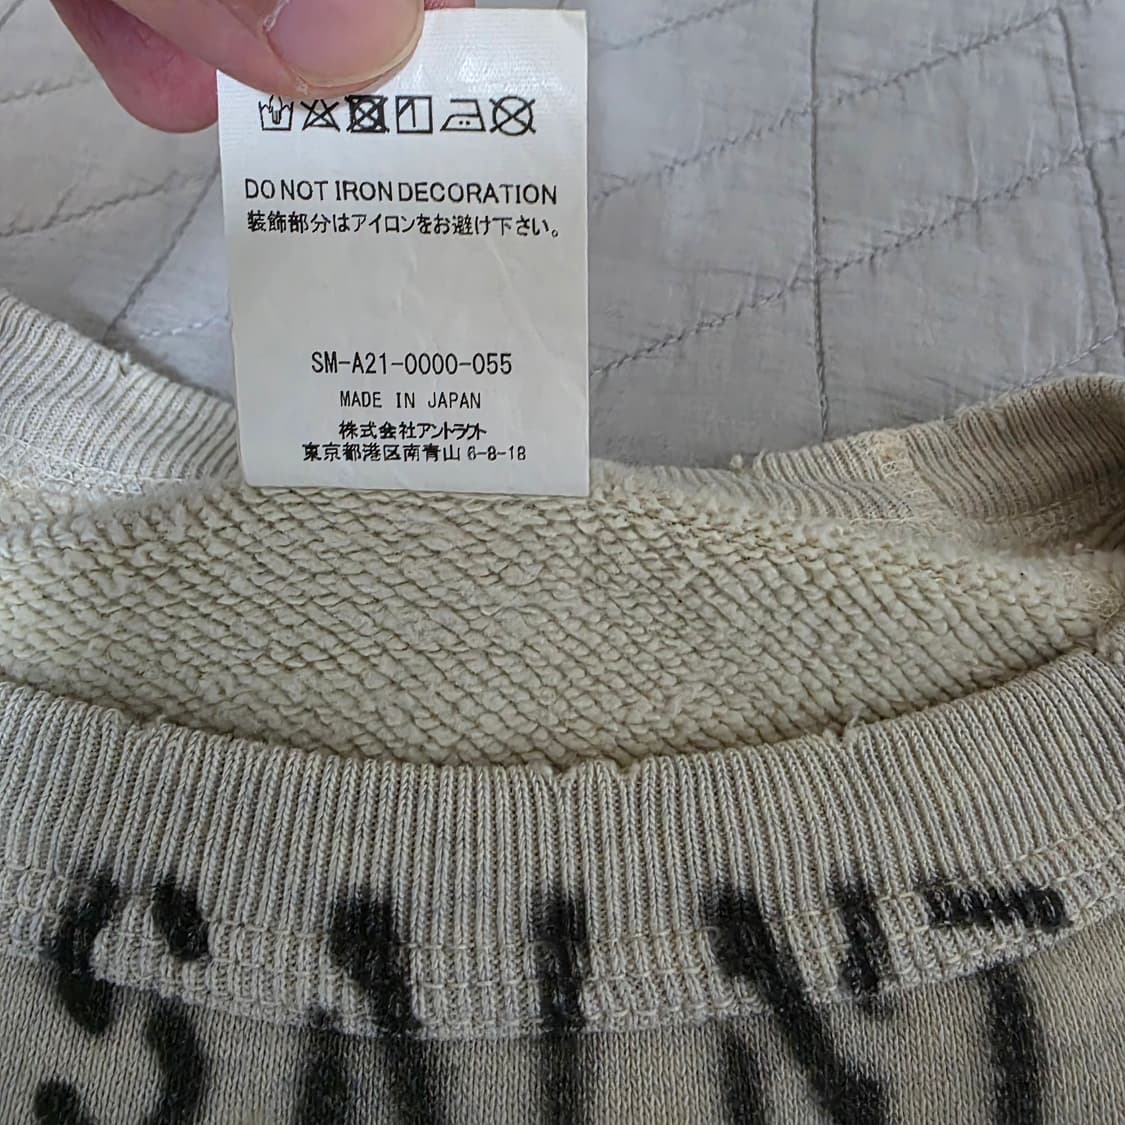 DO NOT IRON DECORATION
装飾部分はアイロンをお避け下さい。
SM-A21-0000-055
MADE IN JAPAN
株式会社アントラクト
東京都港区南青山 6-8-18
SAINT